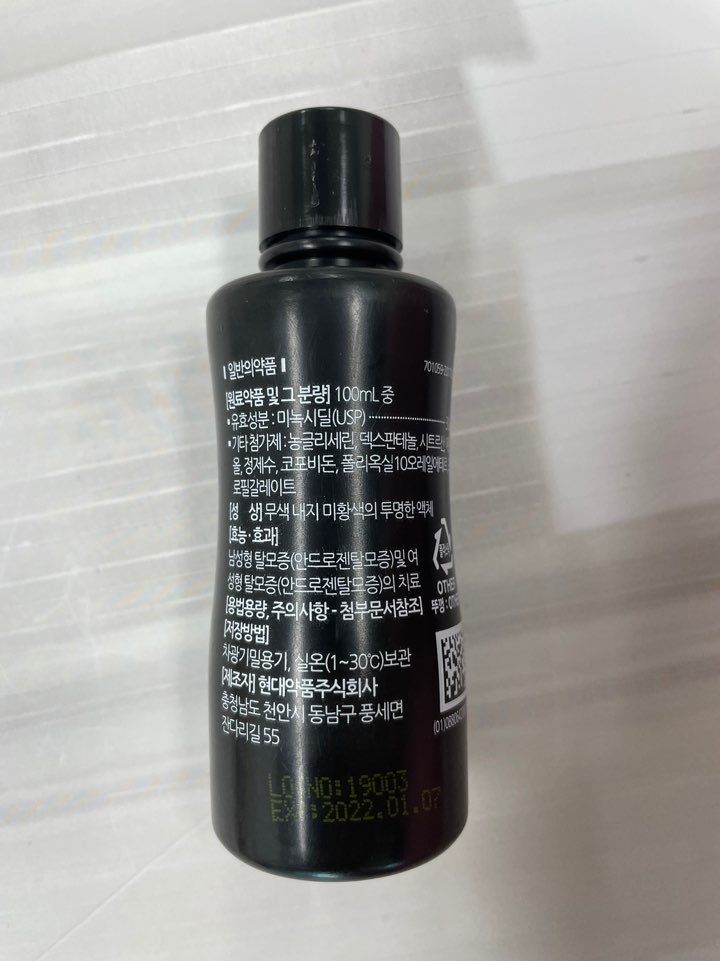 일반의약품
[원료약품 및 그 분량] 100mL 중
• 유효성분 : 미녹시딜(USP)
• 기타 첨가제 : 농글리세린, 덱스판테놀, 시트르산,
올, 정제수, 코포비돈, 폴리옥실10오레일에테르
로필갈레이트
[성 상] 무색 내지 미황색의 투명한 액체
[효능·효과]
남성형 탈모증(안드로젠탈모증)및 여
성형 탈모증(안드로젠탈모증)의 치료
[용법용량, 주의사항 - 첨부문서참조]
[저장방법]
차광기밀용기, 실온(1~30℃)보관
[제조자] 현대약품주식회사
충청남도 천안시 동남구 풍세면
잔다리길 55
OTHER
뚜껑 : OTHE
LOT NO:19003
EXP:2022.01.07